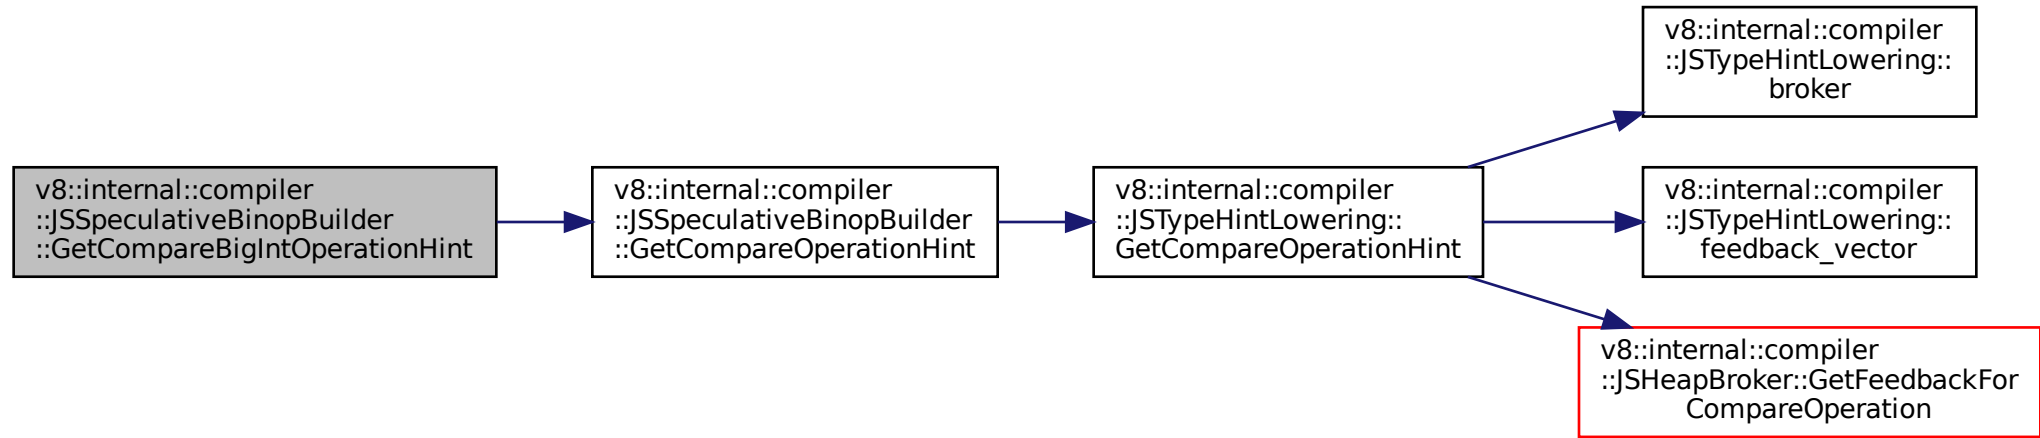 v8::internal::compiler
::JSSpeculativeBinopBuilder
::GetCompareBigIntOperationHint
v8::internal::compiler
::JSSpeculativeBinopBuilder
::GetCompareOperationHint
v8::internal::compiler
::JSTypeHintLowering::
GetCompareOperationHint
v8::internal::compiler
::JSTypeHintLowering::
broker
v8::internal::compiler
::JSTypeHintLowering::
feedback_vector
v8::internal::compiler
::JSHeapBroker::GetFeedbackFor
CompareOperation